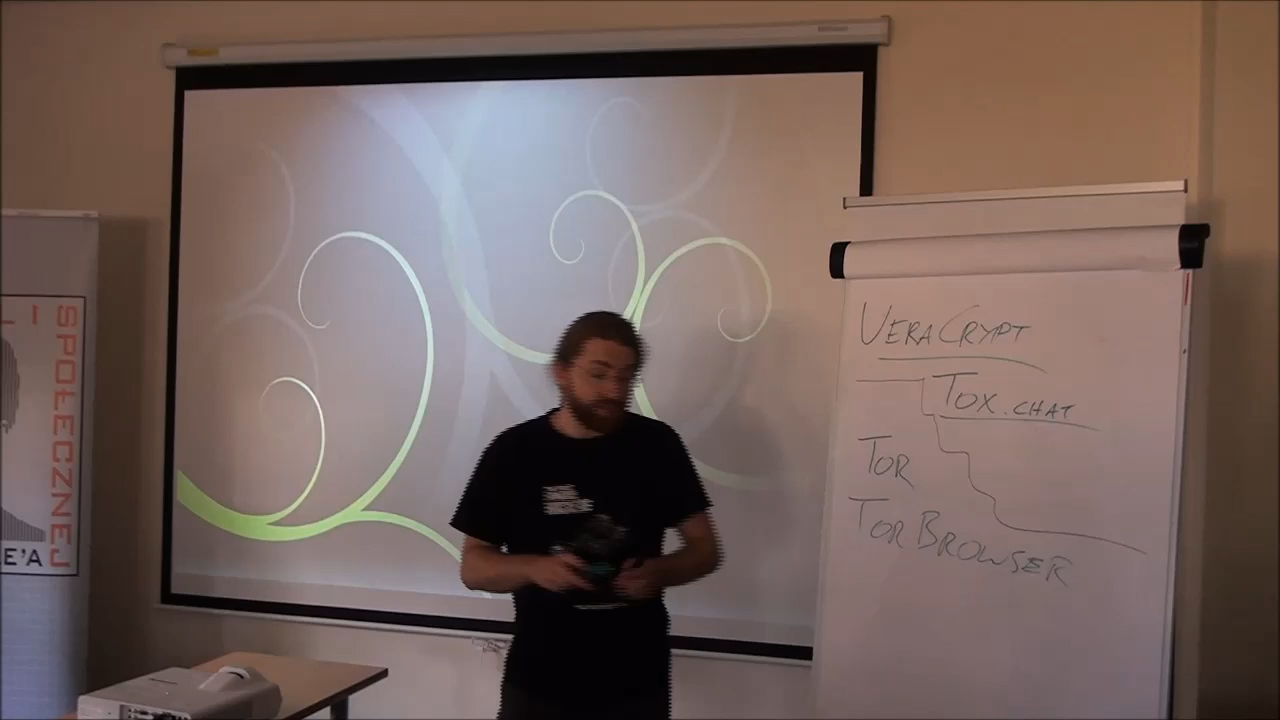 SPOŁECZNEJ
E'A
VERACRYPT
TOX.CHAT
TOR
TOR BROWSER